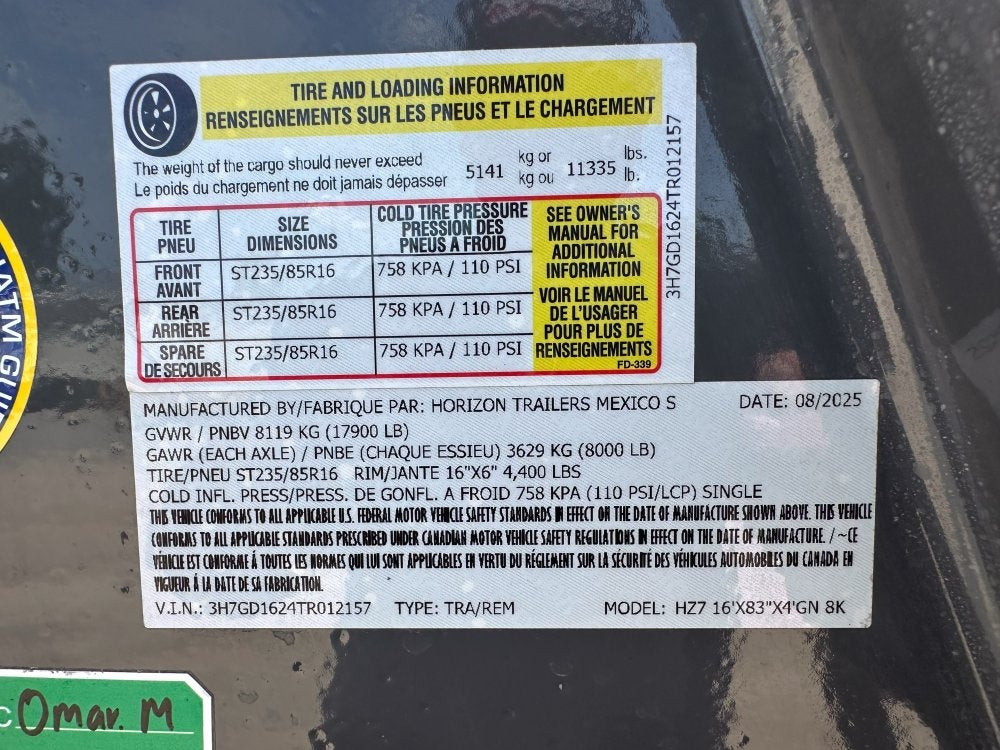 TIRE AND LOADING INFORMATION
RENSEIGNEMENTS SUR LES PNEUS ET LE CHARGEMENT
The weight of the cargo should never exceed 5141 kg or 11335 lbs.
Le poids du chargement ne doit jamais dépasser kg ou lb.
TIRE PNEU
SIZE DIMENSIONS
COLD TIRE PRESSURE PRESSION DES PNEUS A FROID
FRONT AVANT ST235/85R16 758 KPA / 110 PSI
REAR ARRIÈRE ST235/85R16 758 KPA / 110 PSI
SPARE DE SECOURS ST235/85R16 758 KPA / 110 PSI
SEE OWNER'S
MANUAL FOR
ADDITIONAL
INFORMATION
VOIR LE MANUEL
DE L'USAGER
POUR PLUS DE
RENSEIGNEMENTS
FD-339
3H7GD1624TR012157
MANUFACTURED BY/FABRIQUE PAR: HORIZON TRAILERS MEXICO S DATE: 08/2025
GVWR / PNBV 8119 KG (17900 LB)
GAWR (EACH AXLE) / PNBE (CHAQUE ESSIEU) 3629 KG (8000 LB)
TIRE/PNEU ST235/85R16 RIM/JANTE 16"X6" 4,400 LBS
COLD INFL. PRESS/PRESS. DE GONFL. A FROID 758 KPA (110 PSI/LCP) SINGLE
THIS VEHICLE CONFORMS TO ALL APPLICABLE U.S. FEDERAL MOTOR VEHICLE SAFETY STANDARDS IN EFFECT ON THE DATE OF MANUFACTURE SHOWN ABOVE. THIS VEHICLE
CONFORMS TO ALL APPLICABLE STANDARDS PRESCRIBED UNDER CANADIAN MOTOR VEHICLE SAFETY REGULATIONS IN EFFECT ON THE DATE OF MANUFACTURE. / ~CE
VÉHICLE EST CONFORME Á TOUTES IES NORMES QUI LUI SONT APPLICABLES EN VERTU DU RÉGLEMENT SUR LA SÉCURITÉ DES VÉHICULES AUTOMOBILES DU CANADA EN
VIGUEUR Á LA DATE DE SA FABRICATION.
V.I.N.: 3H7GD1624TR012157 TYPE: TRA/REM MODEL: HZ7 16'X83"X4'GN 8K
Omar. M